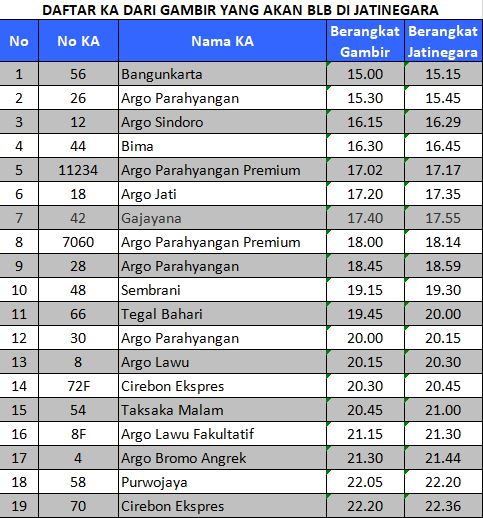 DAFTAR KA DARI GAMBIR YANG AKAN BLB DI JATINEGARA
No No KA Nama KA Berangkat Gambir Berangkat Jatinegara
1 56 Bangunkarta 15.00 15.15
2 26 Argo Parahyangan 15.30 15.45
3 12 Argo Sindoro 16.15 16.29
4 44 Bima 16.30 16.45
5 11234 Argo Parahyangan Premium 17.02 17.17
6 18 Argo Jati 17.20 17.35
7 42 Gajayana 17.40 17.55
8 7060 Argo Parahyangan Premium 18.00 18.14
9 28 Argo Parahyangan 18.45 18.59
10 48 Sembrani 19.15 19.30
11 66 Tegal Bahari 19.45 20.00
12 30 Argo Parahyangan 20.00 20.15
13 8 Argo Lawu 20.15 20.30
14 72F Cirebon Ekspres 20.30 20.45
15 54 Taksaka Malam 20.45 21.00
16 8F Argo Lawu Fakultatif 21.15 21.30
17 4 Argo Bromo Angrek 21.30 21.44
18 58 Purwojaya 22.05 22.20
19 70 Cirebon Ekspres 22.20 22.36